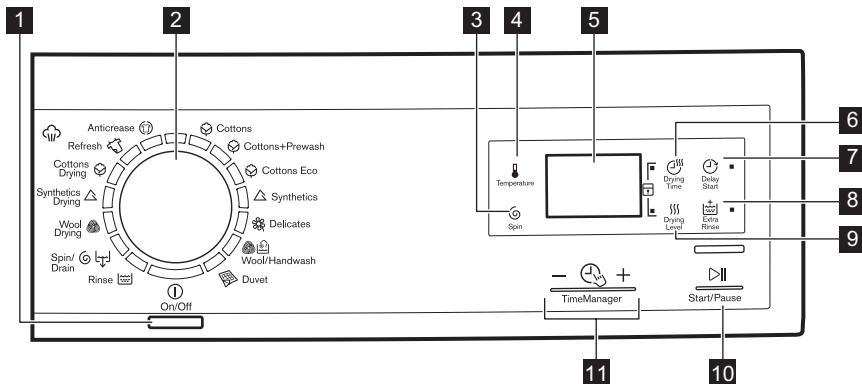 1
2
3
4
5
6
7
8
9
10
11
Anticrease
Refresh
Cottons
Drying
Synthetics
Drying
Wool
Drying
Spin/
Drain
Rinse
Cottons
Cottons+Prewash
Cottons Eco
Synthetics
Delicates
Wool/Handwash
Duvet
On/Off
Temperature
Spin
Drying
Time
Delay
Start
Drying
Level
Extra
Rinse
TimeManager
Start/Pause